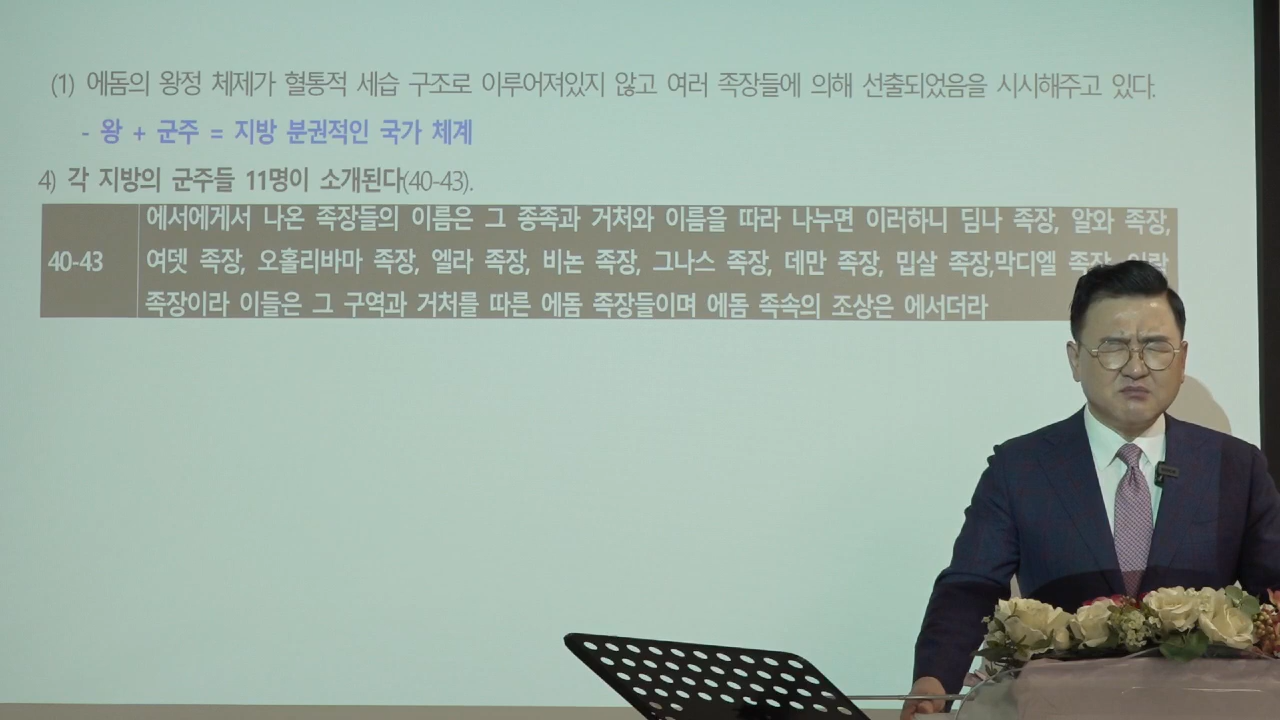 (1) 에돔의 왕정 체제가 혈통적 세습 구조로 이루어져있지 않고 여러 족장들에 의해 선출되었음을 시시해주고 있다.
- 왕 + 군주 = 지방 분권적인 국가 체계
4) 각 지방의 군주들 11명이 소개된다(40-43).
에서에게서 나온 족장들의 이름은 그 종족과 거처와 이름을 따라 나누면 이러하니 딤나 족장, 알와 족장,
40-43 여뎃 족장, 오홀리바마 족장, 엘라 족장, 비논 족장, 그나스 족장, 데만 족장, 밉살 족장,막디엘 족장
족장이라 이들은 그 구역과 거처를 따른 에돔 족장들이며 에돔 족속의 조상은 에서더라